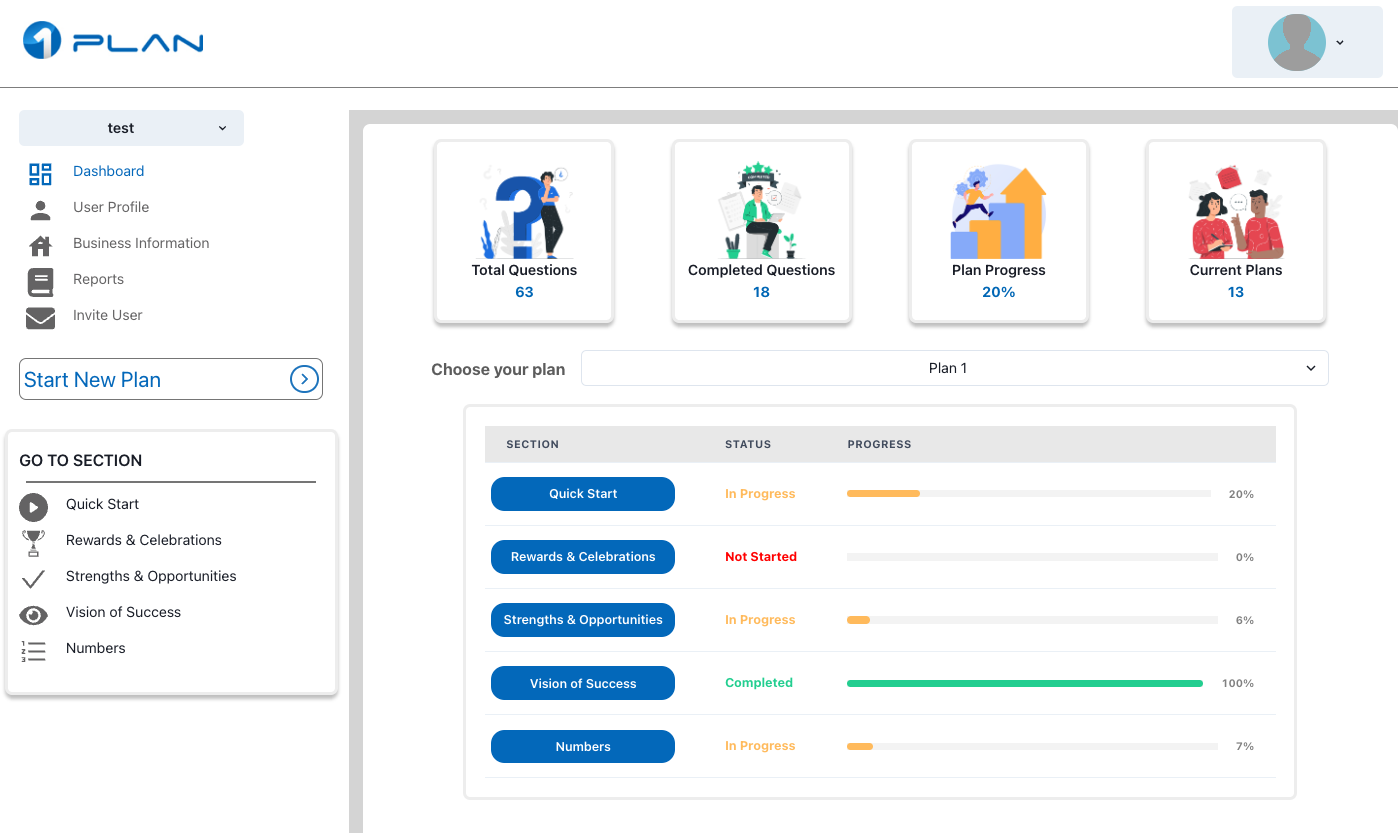 1 PLAN
test
Dashboard
User Profile
Business Information
Reports
Invite User
Start New Plan
GO TO SECTION
Quick Start
Rewards & Celebrations
Strengths & Opportunities
Vision of Success
1
2
3
Numbers
Total Questions
63
Completed Questions
18
Plan Progress
20%
Current Plans
13
Choose your plan
Plan 1
SECTION STATUS PROGRESS
Quick Start In Progress 20%
Rewards & Celebrations Not Started 0%
Strengths & Opportunities In Progress 6%
Vision of Success Completed 100%
Numbers In Progress 7%